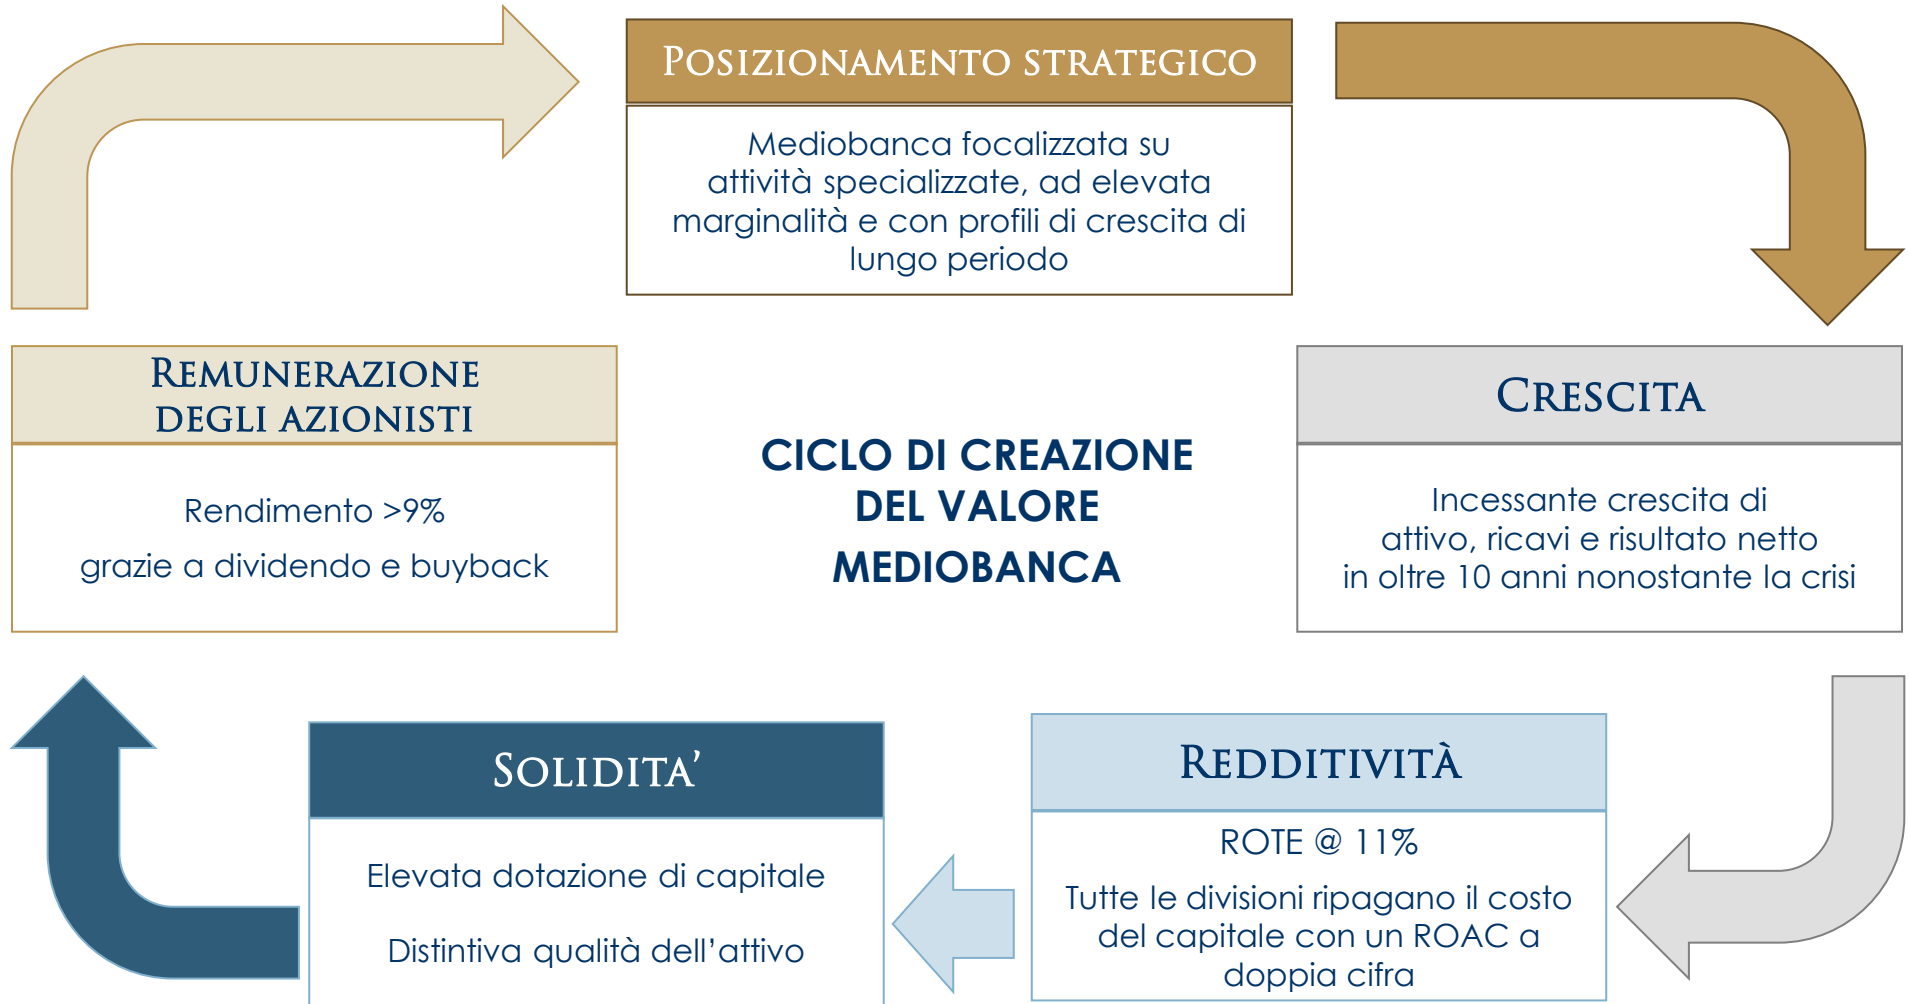 POSIZIONAMENTO STRATEGICO
Mediobanca focalizzata su
attività specializzate, ad elevata
marginalità e con profili di crescita di
lungo periodo
CRESCITA
Incessante crescita di
attivo, ricavi e risultato netto
in oltre 10 anni nonostante la crisi
REDDITIVITÀ
ROTE @ 11%
Tutte le divisioni ripagano il costo
del capitale con un ROAC a
doppia cifra
SOLIDITA’
Elevata dotazione di capitale
Distintiva qualità dell’attivo
REMUNERAZIONE
DEGLI AZIONISTI
Rendimento >9%
grazie a dividendo e buyback
CICLO DI CREAZIONE
DEL VALORE
MEDIOBANCA